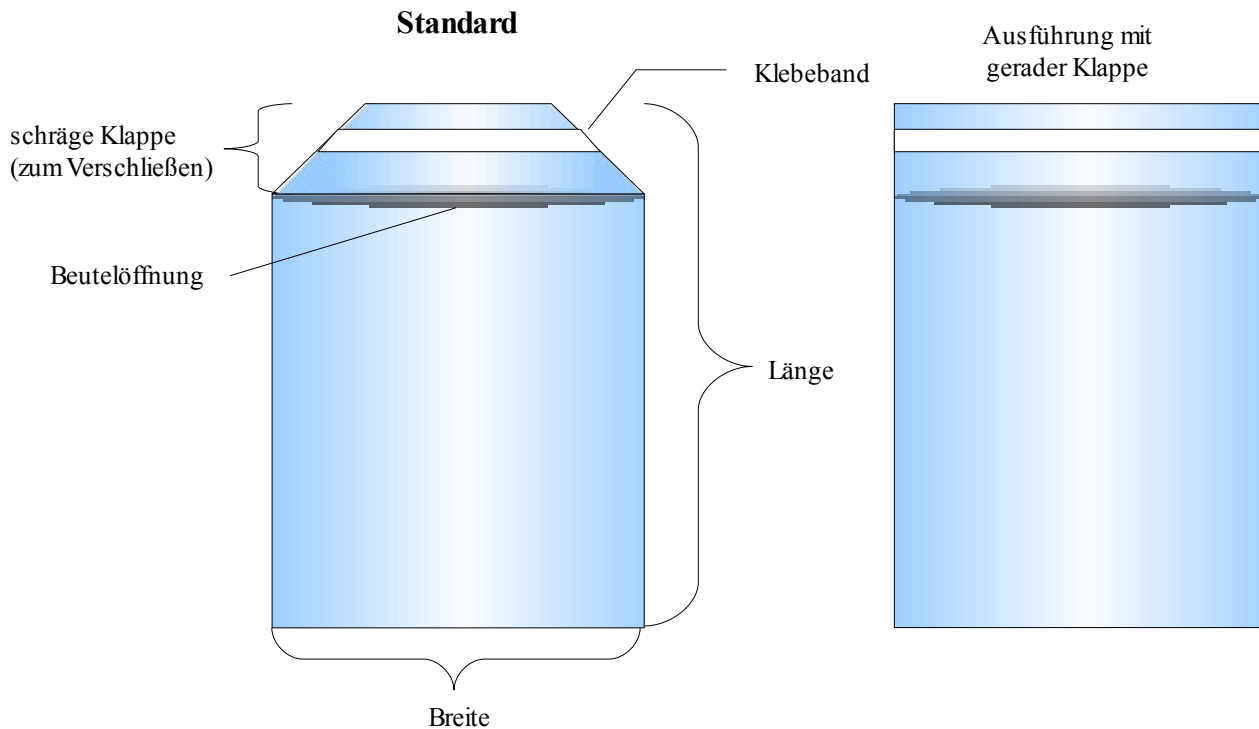 Standard
Ausführung mit
gerader Klappe
Klebeband
schräge Klappe
(zum Verschließen)
Beutelöffnung
Länge
Breite